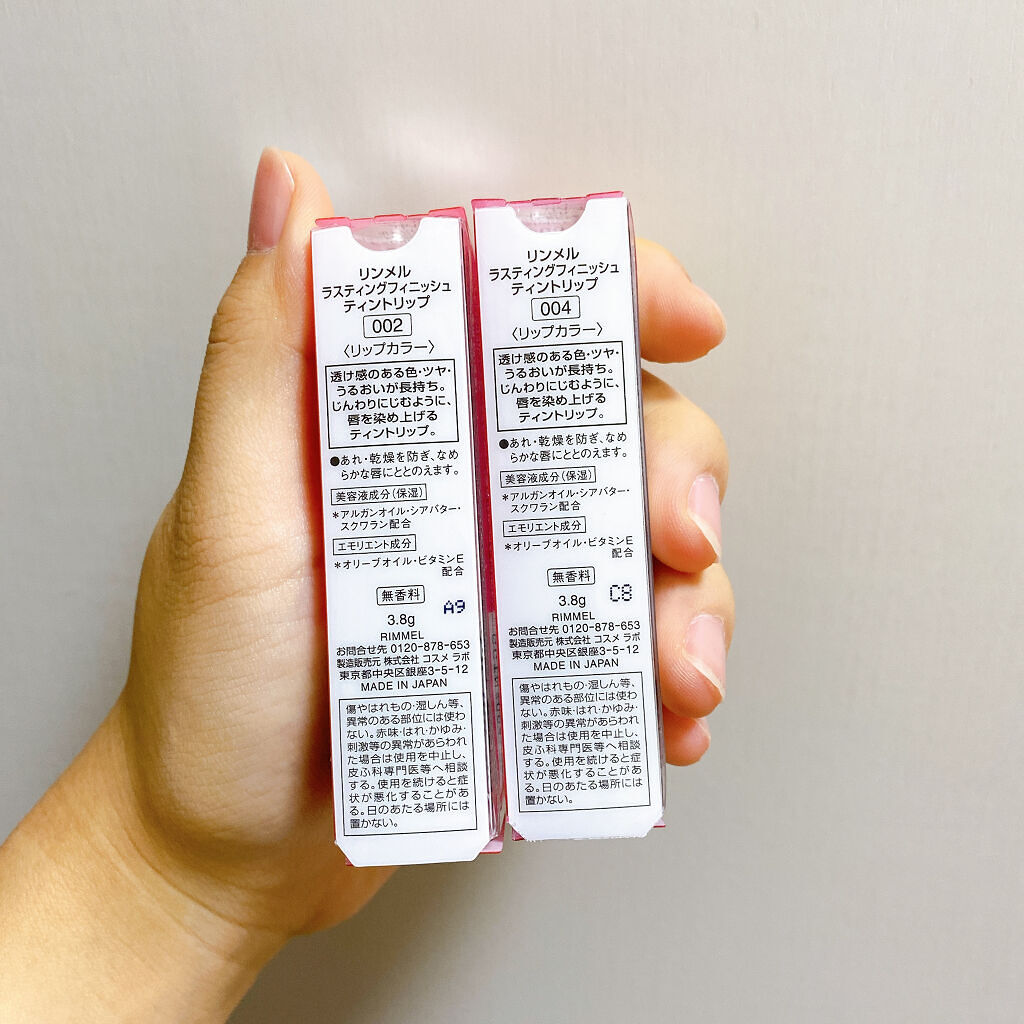 リンメル
ラスティングフィニッシュ
ティントリップ
002
〈リップカラー〉
透け感のある色・ツヤ・
うるおいが長持ち。
じんわりにじむように、
唇を染め上げる
ティントリップ。
●あれ・乾燥を防ぎ、なめ
らかな唇にととのえます。
美容液成分(保湿)
*アルガンオイル・シアバター・
スクワラン配合
エモリエント成分
*オリーブオイル・ビタミンE
配合
無香料
A9
3.8g
RIMMEL
お問合せ先 0120-878-653
製造販売元 株式会社 コスメ ラボ
東京都中央区銀座3-5-12
MADE IN JAPAN
傷やはれもの・湿しん等、
異常のある部位には使わ
ない。赤味・はれ・かゆみ・
刺激等の異常があらわれ
た場合は使用を中止し、
皮ふ科専門医等へ相談
する。使用を続けると症
状が悪化することがあ
る。日のあたる場所には
置かない。
リンメル
ラスティングフィニッシュ
ティントリップ
004
〈リップカラー〉
透け感のある色・ツヤ・
うるおいが長持ち。
じんわりにじむように、
唇を染め上げる
ティントリップ。
●あれ・乾燥を防ぎ、なめ
らかな唇にととのえます。
美容液成分(保湿)
*アルガンオイル・シアバター・
スクワラン配合
エモリエント成分
*オリーブオイル・ビタミンE
配合
無香料
C8
3.8g
RIMMEL
お問合せ先 0120-878-653
製造販売元 株式会社 コスメ ラボ
東京都中央区銀座3-5-12
MADE IN JAPAN
傷やはれもの・湿しん等、
異常のある部位には使わ
ない。赤味・はれ・かゆみ・
刺激等の異常があらわれ
た場合は使用を中止し、
皮ふ科専門医等へ相談
する。使用を続けると症
状が悪化することがあ
る。日のあたる場所には
置かない。